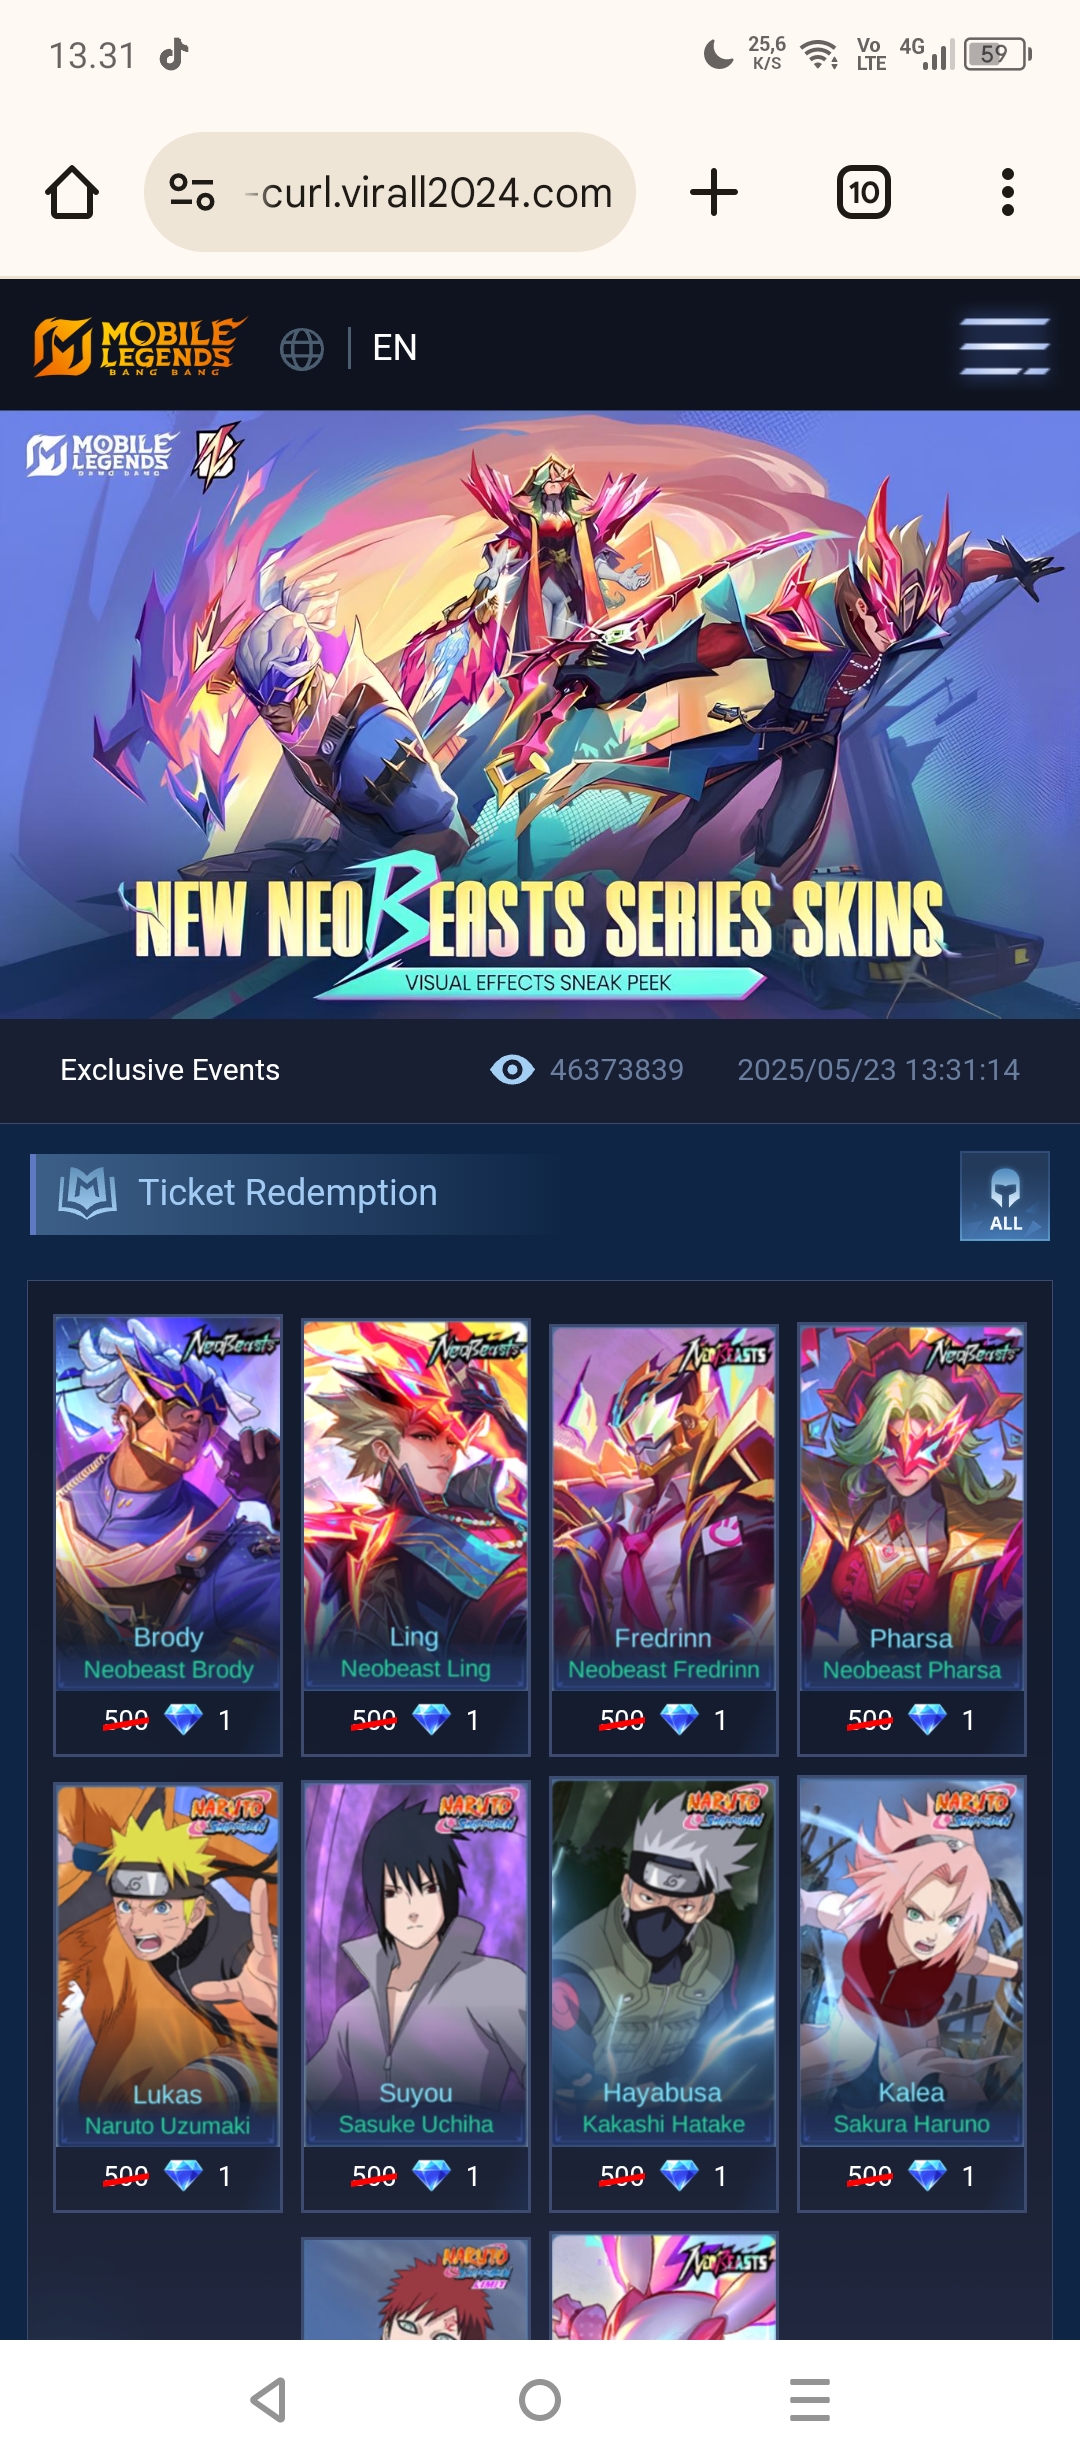 13.31
25,6
K/S
Vo
LTE
4G
59
-curl.virall2024.com
10
MOBILE
LEGENDS
BANG BANG
EN
MOBILE
LEGENDS
BANG BANG
NEW NEOBEASTS SERIES SKINS
VISUAL EFFECTS SNEAK PEEK
Exclusive Events
46373839
2025/05/23 13:31:14
Ticket Redemption
ALL
NeoBeasts
NeoBeasts
NeoBeasts
NeoBeasts
Brody
Ling
Fredrinn
Pharsa
Neobeast Brody
Neobeast Ling
Neobeast Fredrinn
Neobeast Pharsa
500 1
500 1
500 1
500 1
NARUTO
SHIPPUDEN
NARUTO
SHIPPUDEN
NARUTO
SHIPPUDEN
NARUTO
SHIPPUDEN
Lukas
Suyou
Hayabusa
Kalea
Naruto Uzumaki
Sasuke Uchiha
Kakashi Hatake
Sakura Haruno
500 1
500 1
500 1
500 1
NARUTO
SHIPPUDEN
LIMIT
NeoBeasts